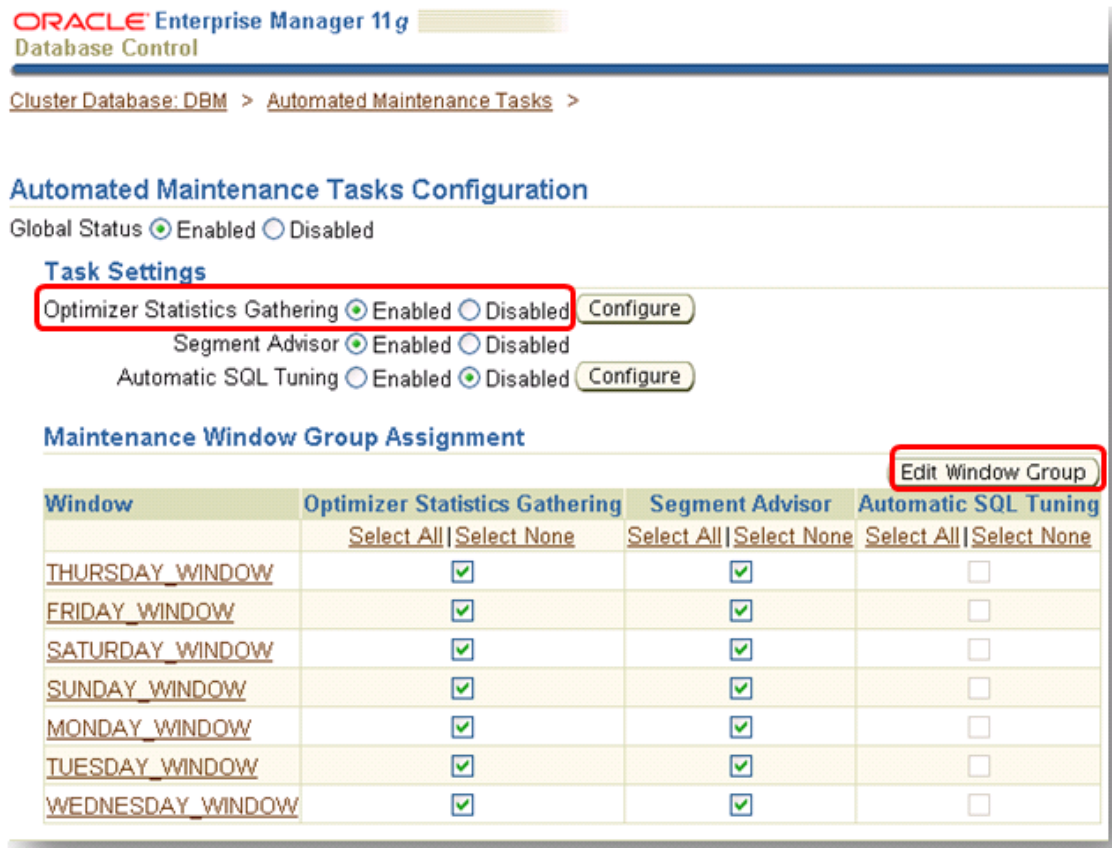 ORACLE Enterprise Manager 11g
Database Control
Cluster Database: DBM > Automated Maintenance Tasks >
Automated Maintenance Tasks Configuration
Global Status Enabled Disabled
Task Settings
Optimizer Statistics Gathering Enabled Disabled Configure
Segment Advisor Enabled Disabled
Automatic SQL Tuning Enabled Disabled Configure
Maintenance Window Group Assignment
Edit Window Group
Window Optimizer Statistics Gathering Segment Advisor Automatic SQL Tuning
Select All|Select None Select All|Select None Select All|Select None
THURSDAY_WINDOW
FRIDAY_WINDOW
SATURDAY_WINDOW
SUNDAY_WINDOW
MONDAY_WINDOW
TUESDAY_WINDOW
WEDNESDAY_WINDOW